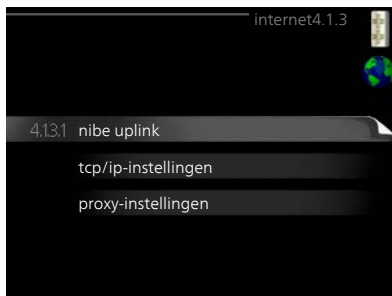 internet4.1.3
4.1.3.1 nibe uplink
tcp/ip-instellingen
proxy-instellingen